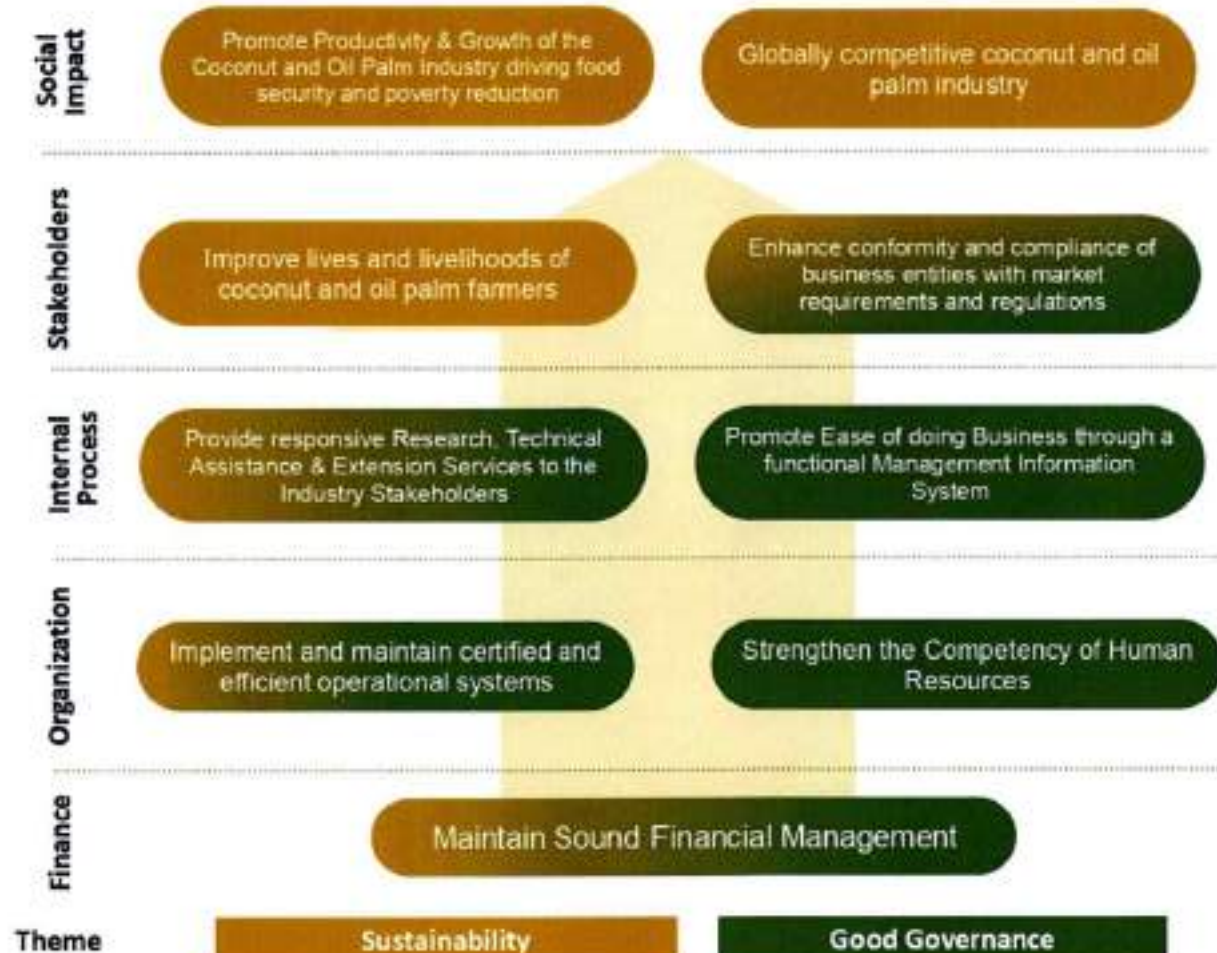 Social
Impact
Promote Productivity & Growth of the
Coconut and Oil Palm Industry driving food
security and poverty reduction
Globally competitive coconut and oil
palm industry
Stakeholders
Improve lives and livelihoods of
coconut and oil palm farmers
Enhance conformity and compliance of
business entities with market
requirements and regulations
Internal
Process
Provide responsive Research, Technical
Assistance & Extension Services to the
Industry Stakeholders
Promote Ease of doing Business through a
functional Management Information
System
Organization
Implement and maintain certified and
efficient operational systems
Strengthen the Competency of Human
Resources
Finance
Maintain Sound Financial Management
Theme
Sustainability
Good Governance